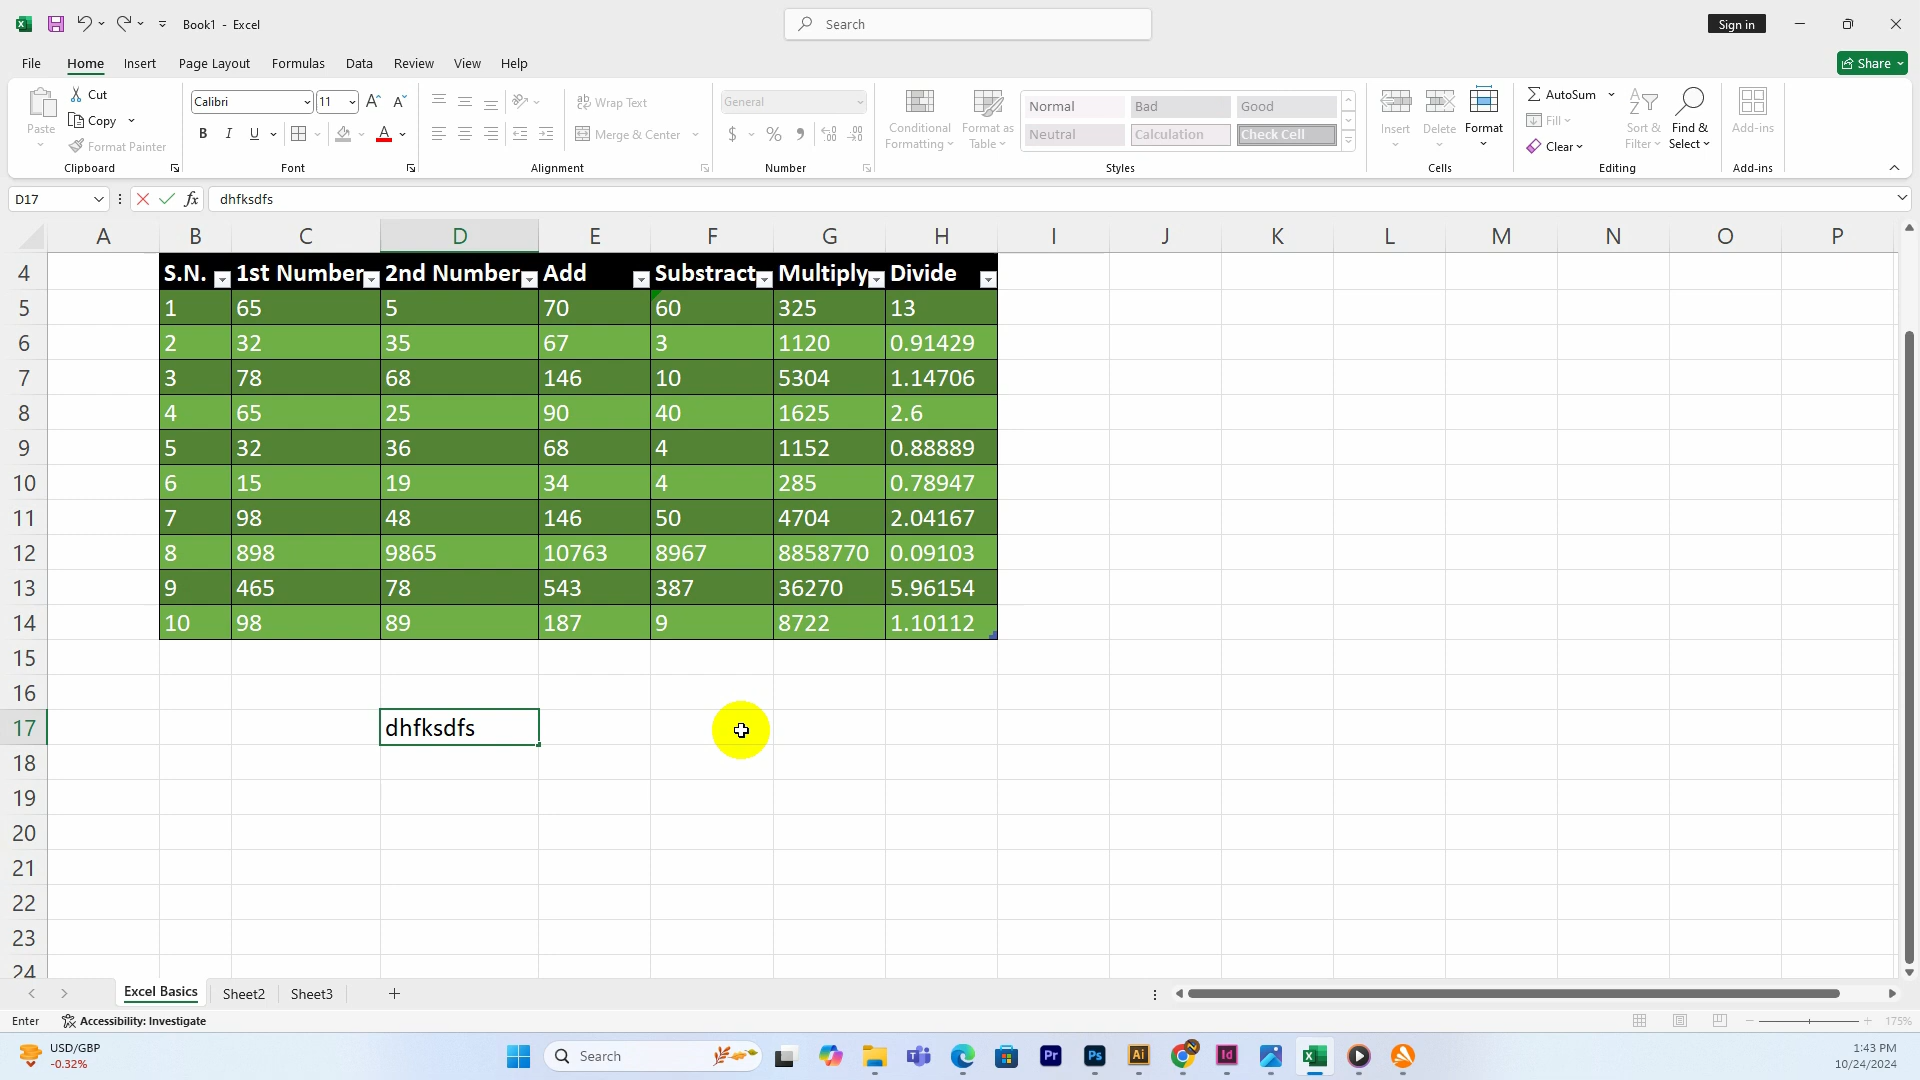 Book1 - Excel
Search
Sign in
File Home Insert Page Layout Formulas Data Review View Help
Share
Paste
Cut
Copy
Format Painter
Clipboard
Calibri 11
B I U A
Font
Wrap Text
Merge & Center
Alignment
General
$ % ,
Number
Conditional Formatting
Format as Table
Normal Bad Good
Neutral Calculation Check Cell
Styles
Insert Delete Format
Cells
AutoSum
Fill
Clear
Sort & Filter
Find & Select
Editing
Add-ins
Add-ins
D17 fx dhfksdfs
A B C D E F G H I J K L M N O P
4 S.N. 1st Number 2nd Number Add Substract Multiply Divide
5 1 65 5 70 60 325 13
6 2 32 35 67 3 1120 0.91429
7 3 78 68 146 10 5304 1.14706
8 4 65 25 90 40 1625 2.6
9 5 32 36 68 4 1152 0.88889
10 6 15 19 34 4 285 0.78947
11 7 98 48 146 50 4704 2.04167
12 8 898 9865 10763 8967 8858770 0.09103
13 9 465 78 543 387 36270 5.96154
14 10 98 89 187 9 8722 1.10112
15
16
17 dhfksdfs
18
19
20
21
22
23
24
Excel Basics Sheet2 Sheet3
Enter Accessibility: Investigate 175%
USD/GBP
-0.32%
Search
Pr Ps Ai Id
1:43 PM
10/24/2024